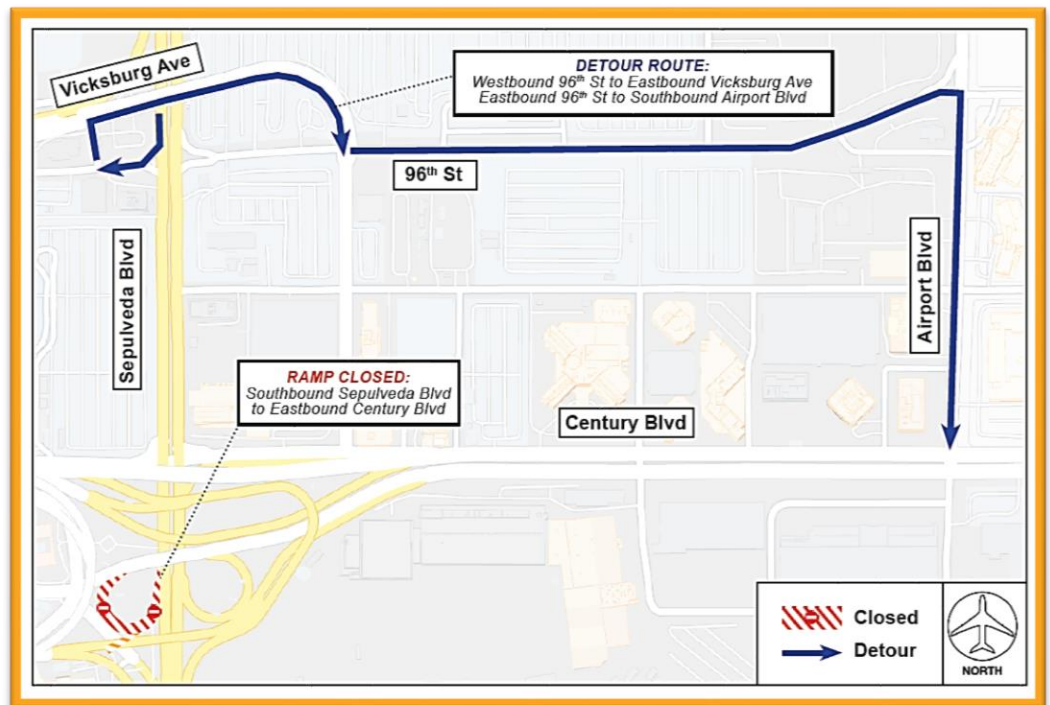 Vicksburg Ave
DETOUR ROUTE:
Westbound 96th St to Eastbound Vicksburg Ave
Eastbound 96th St to Southbound Airport Blvd
96th St
Sepulveda Blvd
Airport Blvd
RAMP CLOSED:
Southbound Sepulveda Blvd
to Eastbound Century Blvd
Century Blvd
Closed
Detour
NORTH